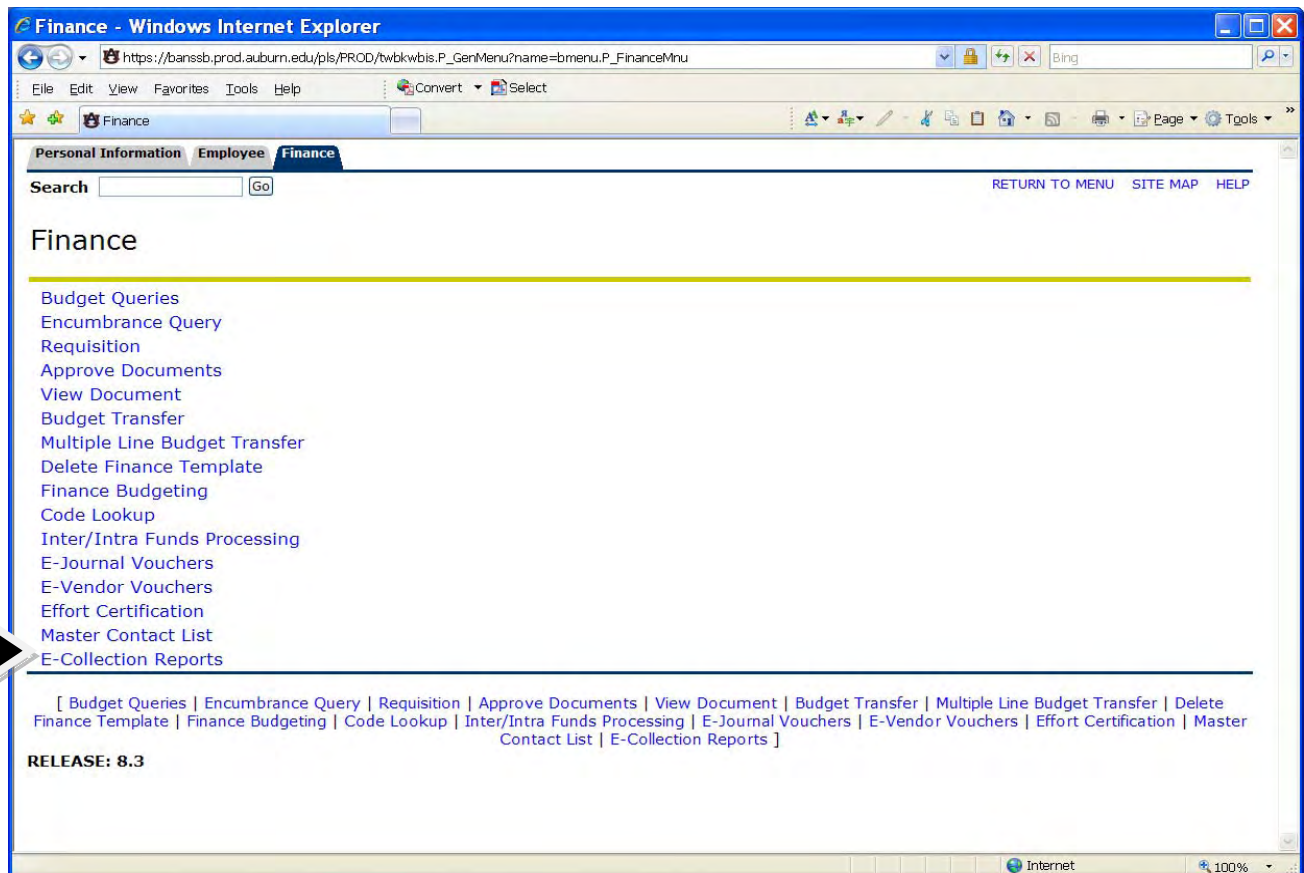 Finance - Windows Internet Explorer
https://banssb.prod.auburn.edu/pls/PROD/twbkwbis.P_GenMenu?name=bmenu.P_FinanceMnu
Bing
File Edit View Favorites Tools Help Convert Select
Finance
Page Tools
Personal Information Employee Finance
Search Go RETURN TO MENU SITE MAP HELP
Finance
Budget Queries
Encumbrance Query
Requisition
Approve Documents
View Document
Budget Transfer
Multiple Line Budget Transfer
Delete Finance Template
Finance Budgeting
Code Lookup
Inter/Intra Funds Processing
E-Journal Vouchers
E-Vendor Vouchers
Effort Certification
Master Contact List
E-Collection Reports
[ Budget Queries | Encumbrance Query | Requisition | Approve Documents | View Document | Budget Transfer | Multiple Line Budget Transfer | Delete
Finance Template | Finance Budgeting | Code Lookup | Inter/Intra Funds Processing | E-Journal Vouchers | E-Vendor Vouchers | Effort Certification | Master
Contact List | E-Collection Reports ]
RELEASE: 8.3
Internet 100%